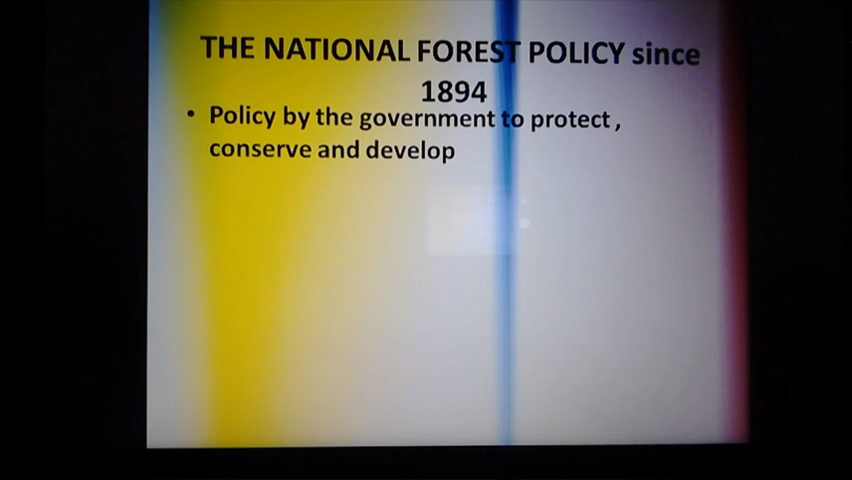 THE NATIONAL FOREST POLICY since
1894
• Policy by the government to protect ,
conserve and develop